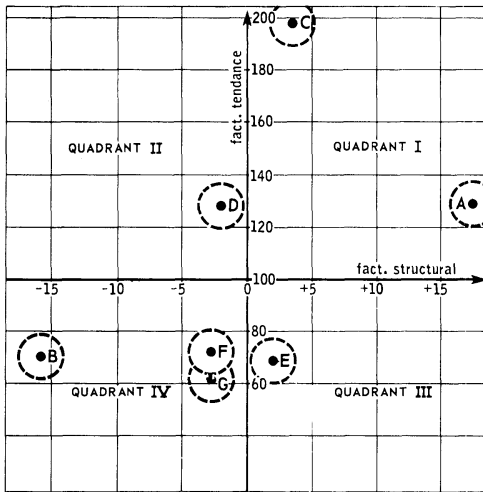 200
C
180
fact. tendance
160
QUADRANT II
QUADRANT I
140
D
120
A
100
fact. structural
-15
-10
-5
0
+5
+10
+15
80
B
F
E
60
G
QUADRANT IV
QUADRANT III